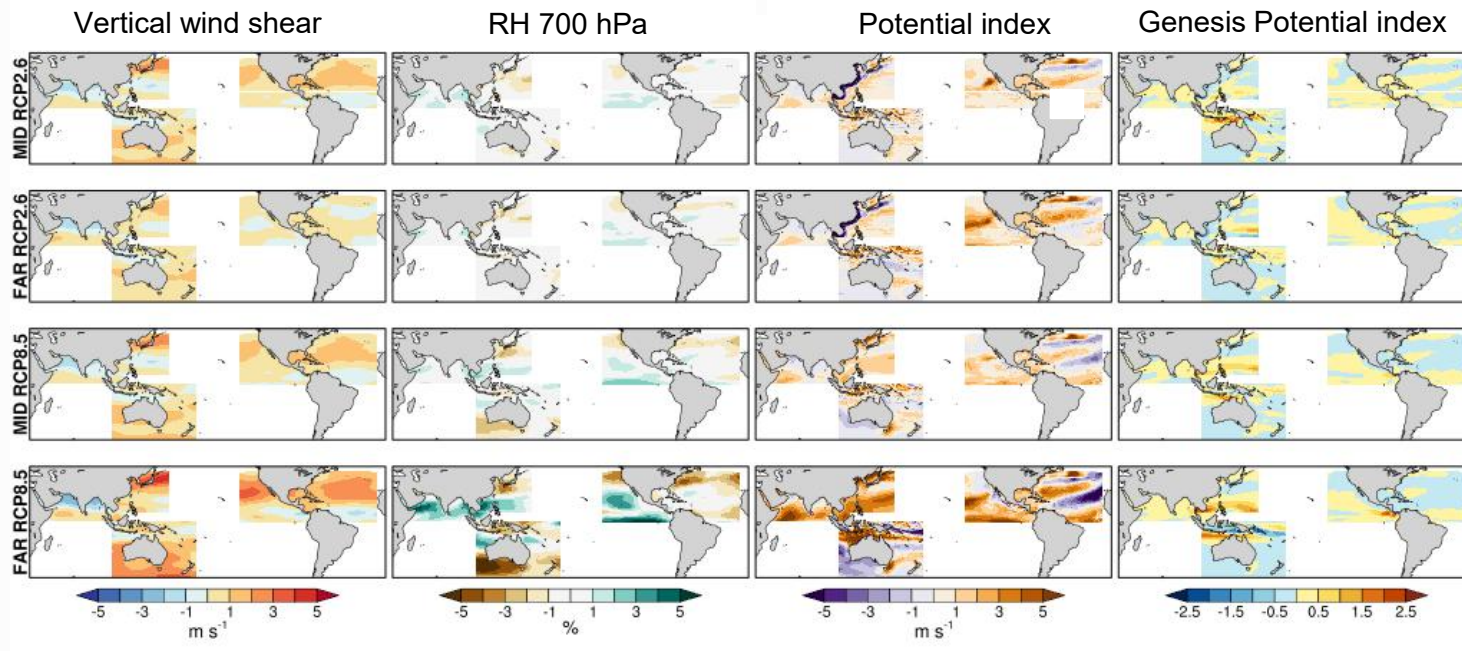 Vertical wind shear
RH 700 hPa
Potential index
Genesis Potential index
MID RCP2.6
FAR RCP2.6
MID RCP8.5
FAR RCP8.5
-5 -3 -1 1 3 5
m s⁻¹
-5 -3 -1 1 3 5
%
-5 -3 -1 1 3 5
m s⁻¹
-2.5 -1.5 -0.5 0.5 1.5 2.5